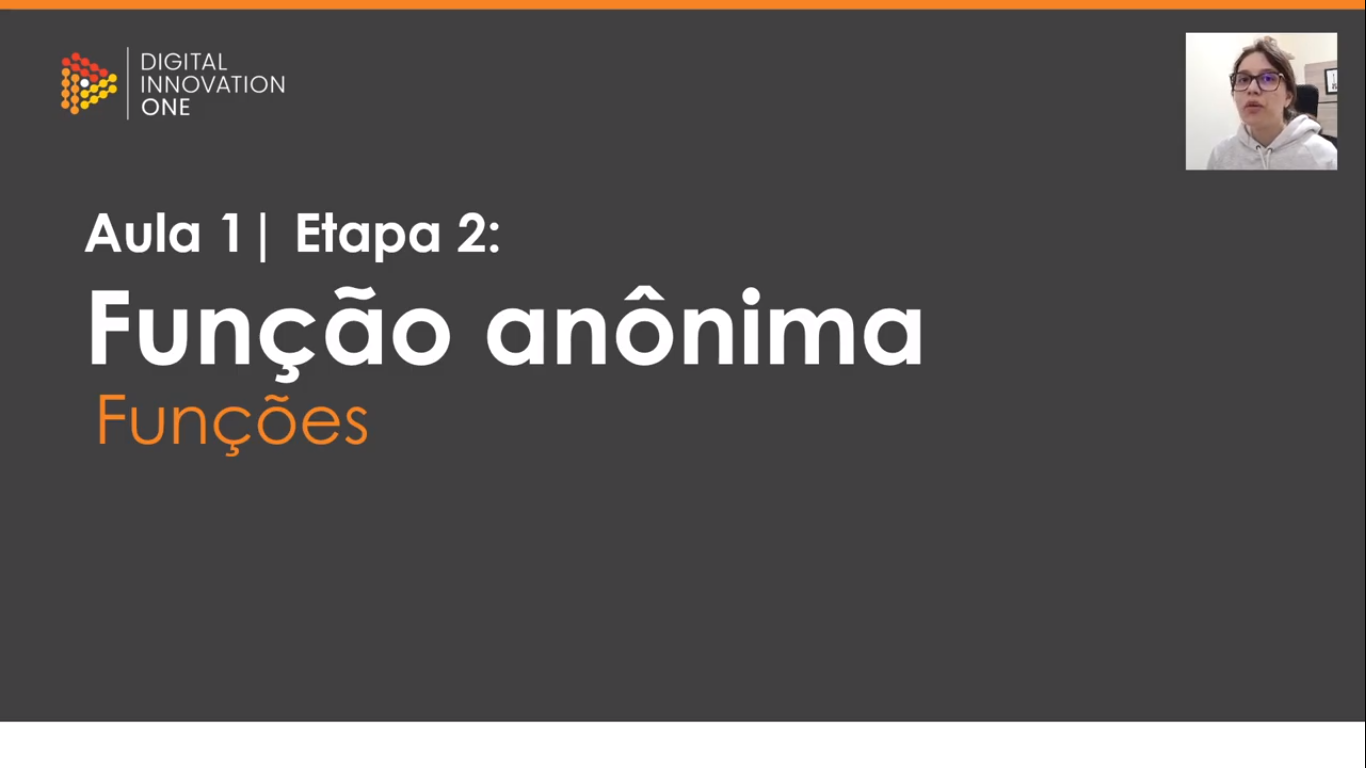 DIGITAL
INNOVATION
ONE
Aula 1| Etapa 2:
Função anônima
Funções